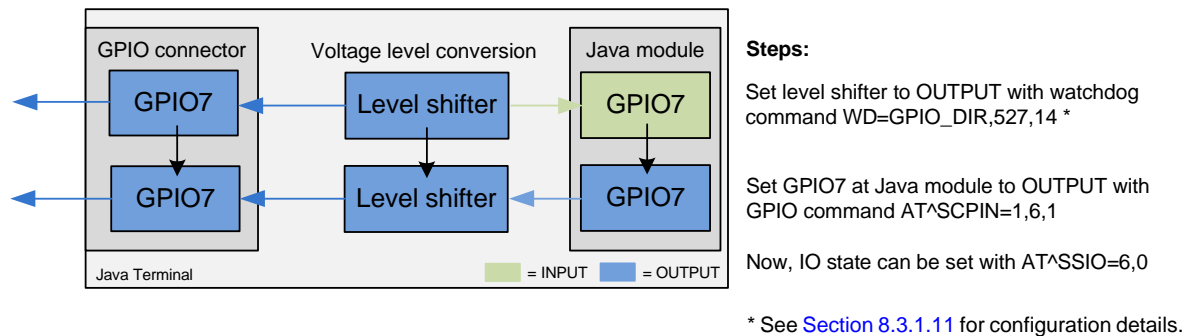 GPIO connector
Voltage level conversion
Java module
GPIO7
Level shifter
GPIO7
GPIO7
Level shifter
GPIO7
Java Terminal
= INPUT
= OUTPUT
Steps:
Set level shifter to OUTPUT with watchdog
command WD=GPIO_DIR,527,14 *
Set GPIO7 at Java module to OUTPUT with
GPIO command AT^SCPIN=1,6,1
Now, IO state can be set with AT^SSIO=6,0
* See Section 8.3.1.11 for configuration details.